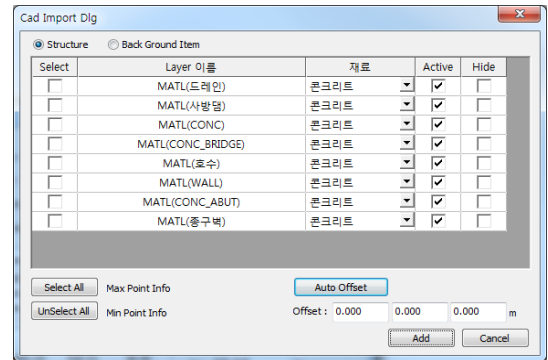 Cad Import Dlg
Structure Back Ground Item
Select Layer 이름 재료 Active Hide
MATL(드레인) 콘크리트
MATL(사방댐) 콘크리트
MATL(CONC) 콘크리트
MATL(CONC_BRIDGE) 콘크리트
MATL(호수) 콘크리트
MATL(WALL) 콘크리트
MATL(CONC_ABUT) 콘크리트
MATL(종구벽) 콘크리트
Select All Max Point Info Auto Offset
UnSelect All Min Point Info Offset : 0.000 0.000 0.000 m
Add Cancel